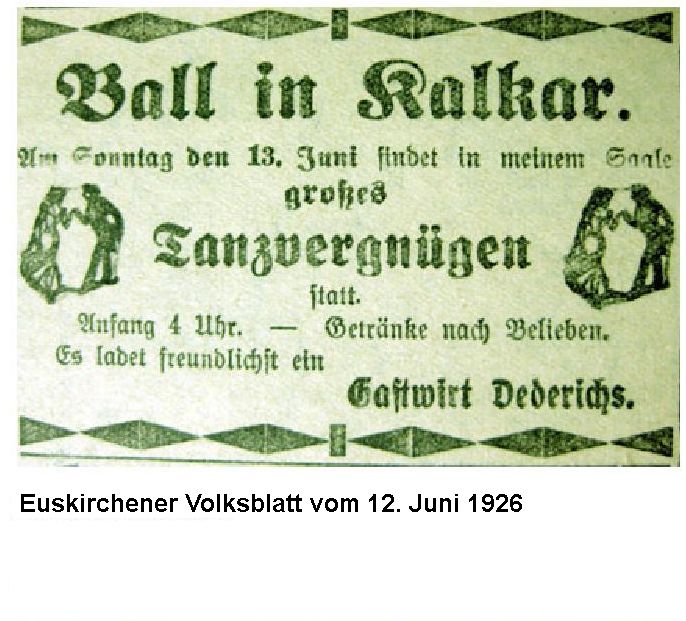 Ball in Kalkar.
Am Sonntag den 13. Juni findet in meinem Saale
großes
Tanzvergnügen
statt.
Anfang 4 Uhr. — Getränke nach Belieben.
Es ladet freundlichst ein
Gastwirt Dederichs.
Euskirchener Volksblatt vom 12. Juni 1926